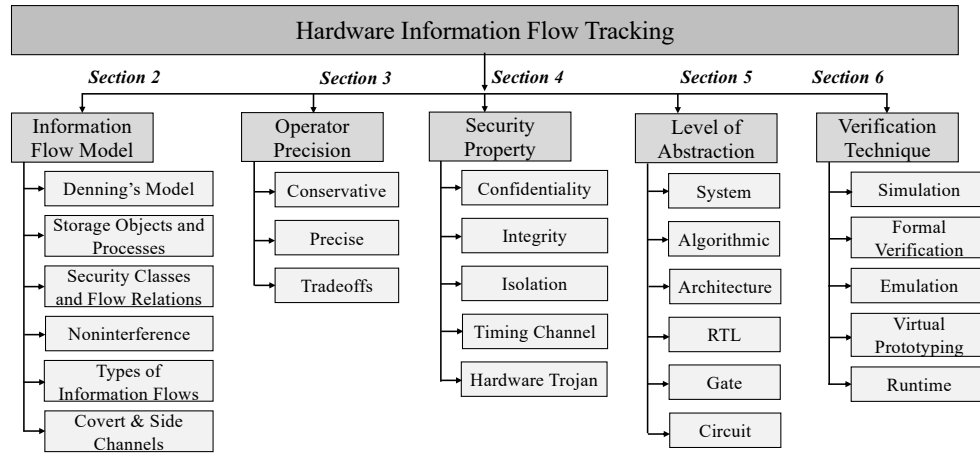 Hardware Information Flow Tracking
Section 2
Section 3
Section 4
Section 5
Section 6
Information
Flow Model
Denning's Model
Storage Objects and
Processes
Security Classes
and Flow Relations
Noninterference
Types of
Information Flows
Covert & Side
Channels
Operator
Precision
Conservative
Precise
Tradeoffs
Security
Property
Confidentiality
Integrity
Isolation
Timing Channel
Hardware Trojan
Level of
Abstraction
System
Algorithmic
Architecture
RTL
Gate
Circuit
Verification
Technique
Simulation
Formal
Verification
Emulation
Virtual
Prototyping
Runtime